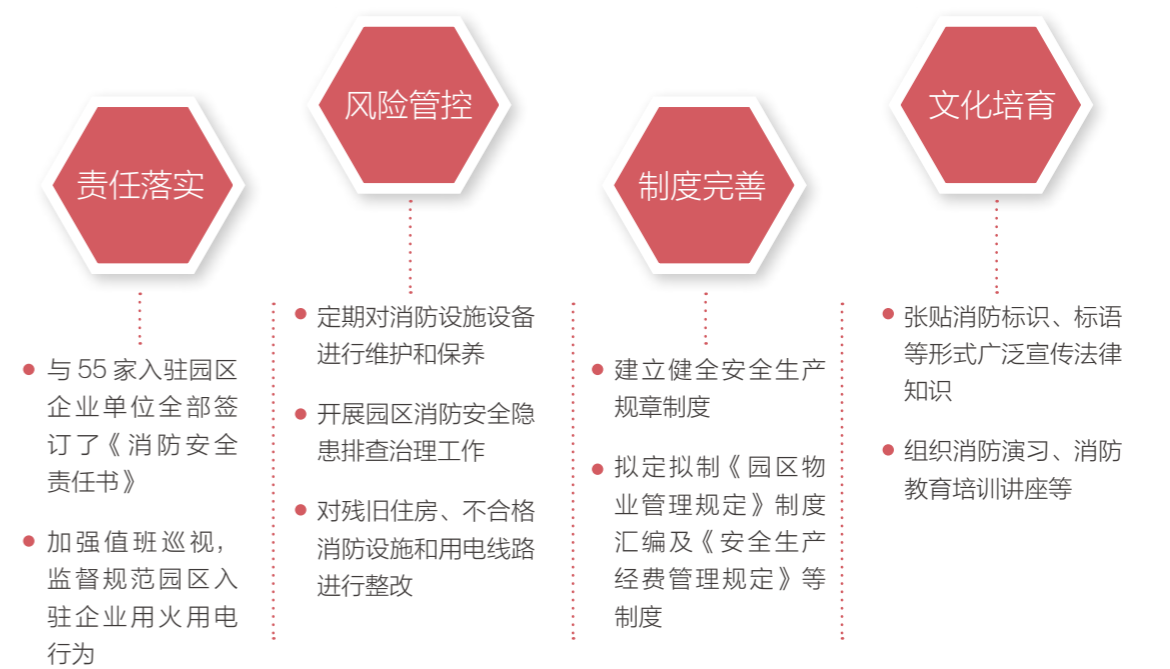 责任落实
与 55 家入驻园区
企业单位全部签
订了《消防安全
责任书》
加强值班巡视，
监督规范园区入
驻企业用火用电
行为
风险管控
定期对消防设施设备
进行维护和保养
开展园区消防安全隐
患排查治理工作
对残旧住房、不合格
消防设施和用电线路
进行整改
制度完善
建立健全安全生产
规章制度
拟定拟制《园区物
业管理规定》制度
汇编及《安全生产
经费管理规定》等
制度
文化培育
张贴消防标识、标语
等形式广泛宣传法律
知识
组织消防演习、消防
教育培训讲座等